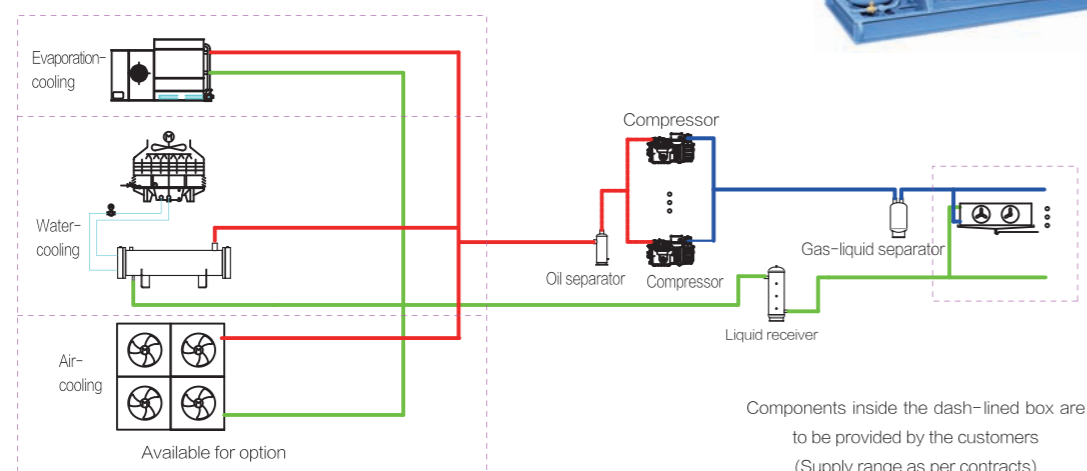 Evaporation-
cooling
Water-
cooling
Air-
cooling
Available for option
Compressor
Oil separator
Compressor
Gas-liquid separator
Liquid receiver
Components inside the dash-lined box are
to be provided by the customers
(Supply range as per contracts)